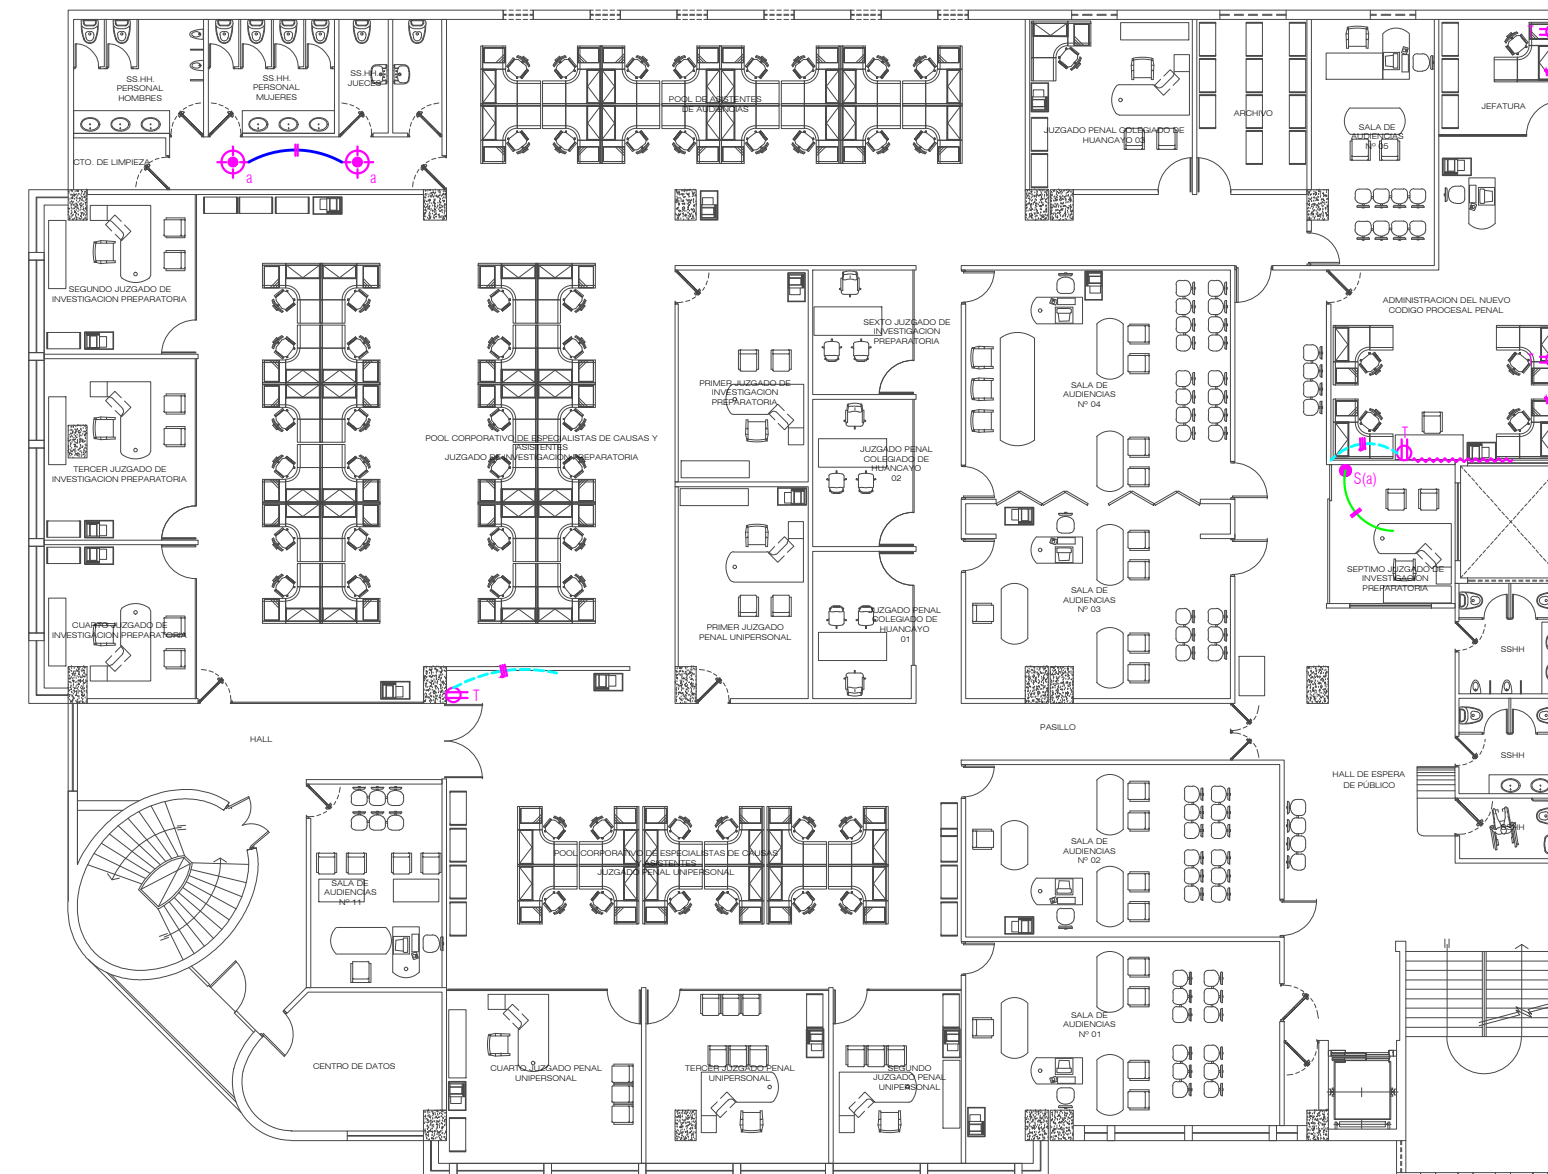 SS.HH.
PERSONAL
HOMBRES
SS.HH.
PERSONAL
MUJERES
SS.HH.
JUECES
CTO. DE LIMPIEZA
a
a
POOL DE ASISTENTES
DE AUDIENCIAS
JUZGADO PENAL COLEGIADO DE
HUANCAYO 03
ARCHIVO
SALA DE
AUDIENCIAS
Nº 05
JEFATURA
SEGUNDO JUZGADO DE
INVESTIGACION PREPARATORIA
TERCER JUZGADO DE
INVESTIGACION PREPARATORIA
CUARTO JUZGADO DE
INVESTIGACION PREPARATORIA
POOL CORPORATIVO DE ESPECIALISTAS DE CAUSAS Y
ASISTENTES
JUZGADO DE INVESTIGACION PREPARATORIA
PRIMER JUZGADO DE
INVESTIGACION
PREPARATORIA
SEXTO JUZGADO DE
INVESTIGACION
PREPARATORIA
JUZGADO PENAL
COLEGIADO DE
HUANCAYO
02
PRIMER JUZGADO
PENAL UNIPERSONAL
JUZGADO PENAL
COLEGIADO DE
HUANCAYO
01
SALA DE
AUDIENCIAS
Nº 04
SALA DE
AUDIENCIAS
Nº 03
ADMINISTRACION DEL NUEVO
CODIGO PROCESAL PENAL
T
S(a)
SEPTIMO JUZGADO DE
INVESTIGACION
PREPARATORIA
SSHH
SSHH
SSHH
T
HALL
PASILLO
HALL DE ESPERA
DE PÚBLICO
SALA DE
AUDIENCIAS
Nº 11
POOL CORPORATIVO DE ESPECIALISTAS DE CAUSAS
Y ASISTENTES
JUZGADO PENAL UNIPERSONAL
SALA DE
AUDIENCIAS
Nº 02
SALA DE
AUDIENCIAS
Nº 01
CENTRO DE DATOS
CUARTO JUZGADO PENAL
UNIPERSONAL
TERCER JUZGADO PENAL
UNIPERSONAL
SEGUNDO
JUZGADO PENAL
UNIPERSONAL